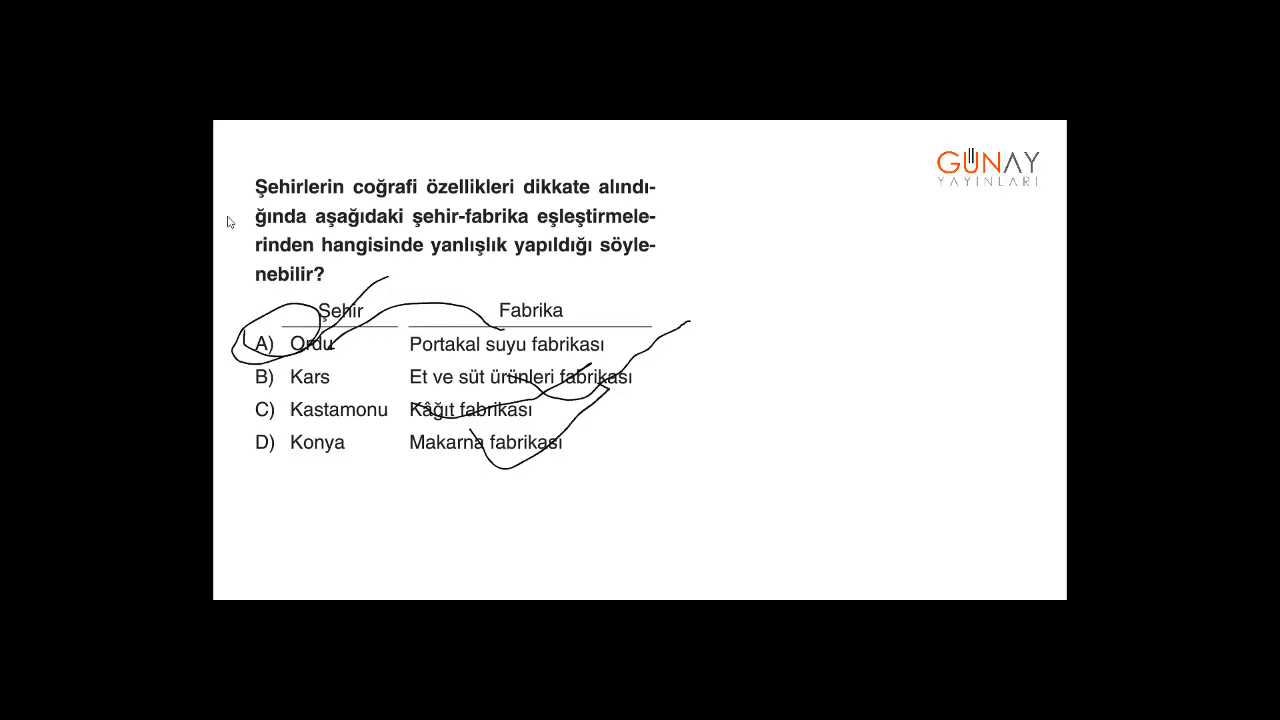 GÜNAY
YAYINLARI
Şehirlerin coğrafi özellikleri dikkate alındı-
ğında aşağıdaki şehir-fabrika eşleştirmele-
rinden hangisinde yanlışlık yapıldığı söyle-
nebilir?
Şehir Fabrika
A) Ordu Portakal suyu fabrikası
B) Kars Et ve süt ürünleri fabrikası
C) Kastamonu Kâğıt fabrikası
D) Konya Makarna fabrikası